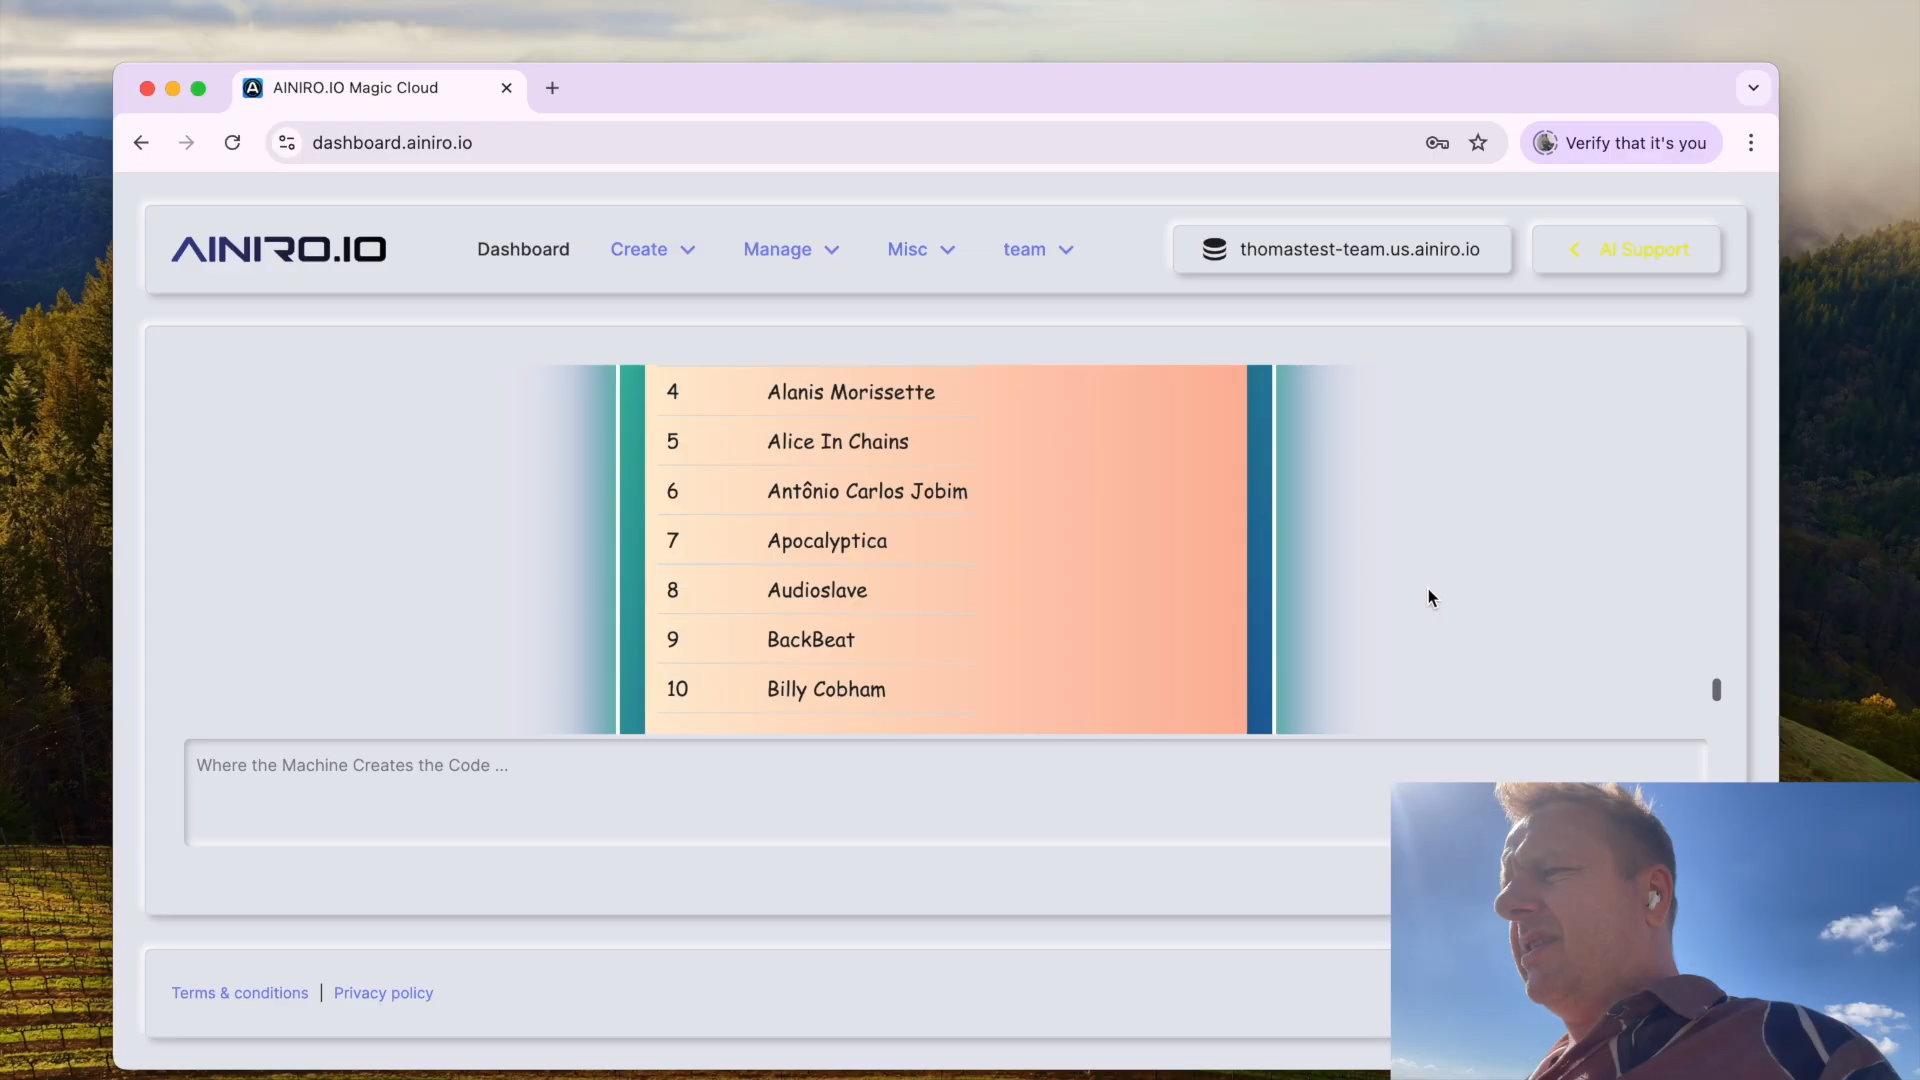 AINIRO.IO Magic Cloud
dashboard.ainiro.io
Verify that it's you
AINIRO.IO
Dashboard
Create
Manage
Misc
team
thomastest-team.us.ainiro.io
AI Support
4 Alanis Morissette
5 Alice In Chains
6 Antônio Carlos Jobim
7 Apocalyptica
8 Audioslave
9 BackBeat
10 Billy Cobham
Where the Machine Creates the Code ...
Terms & conditions | Privacy policy